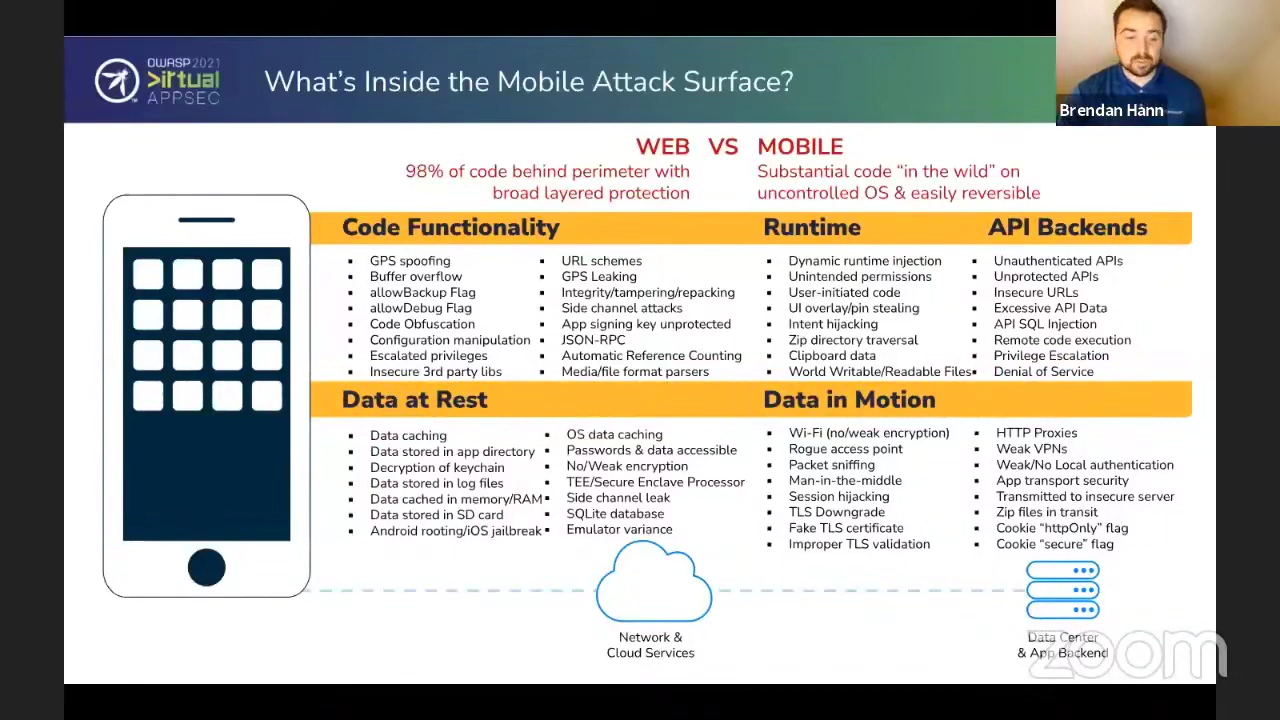 OWASP 2021
>irtual
APPSEC
What's Inside the Mobile Attack Surface?
Brendan Hann
WEB VS MOBILE
98% of code behind perimeter with
broad layered protection
Substantial code “in the wild” on
uncontrolled OS & easily reversible
Code Functionality
GPS spoofing
Buffer overflow
allowBackup Flag
allowDebug Flag
Code Obfuscation
Configuration manipulation
Escalated privileges
Insecure 3rd party libs
URL schemes
GPS Leaking
Integrity/tampering/repacking
Side channel attacks
App signing key unprotected
JSON-RPC
Automatic Reference Counting
Media/file format parsers
Runtime
Dynamic runtime injection
Unintended permissions
User-initiated code
UI overlay/pin stealing
Intent hijacking
Zip directory traversal
Clipboard data
World Writable/Readable Files
API Backends
Unauthenticated APIs
Unprotected APIs
Insecure URLs
Excessive API Data
API SQL Injection
Remote code execution
Privilege Escalation
Denial of Service
Data at Rest
Data caching
Data stored in app directory
Decryption of keychain
Data stored in log files
Data cached in memory/RAM
Data stored in SD card
Android rooting/iOS jailbreak
OS data caching
Passwords & data accessible
No/Weak encryption
TEE/Secure Enclave Processor
Side channel leak
SQLite database
Emulator variance
Data in Motion
Wi-Fi (no/weak encryption)
Rogue access point
Packet sniffing
Man-in-the-middle
Session hijacking
TLS Downgrade
Fake TLS certificate
Improper TLS validation
HTTP Proxies
Weak VPNs
Weak/No Local authentication
App transport security
Transmitted to insecure server
Zip files in transit
Cookie “httpOnly” flag
Cookie “secure” flag
Network &
Cloud Services
Data Center
& App Backend
zoom